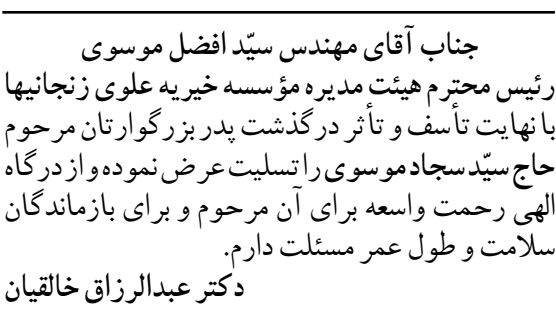 جناب آقای مهندس سیّد افضل موسوی
رئیس محترم هیئت مدیره مؤسسه خیریه علوی زنجانیها
با نهایت تأسف و تأثر درگذشت پدر بزرگوارتان مرحوم
حاج سیّد سجاد موسوی را تسلیت عرض نموده و از درگاه
الهی رحمت واسعه برای آن مرحوم و برای بازماندگان
سلامت و طول عمر مسئلت دارم.
دکتر عبدالرزاق خالقیان